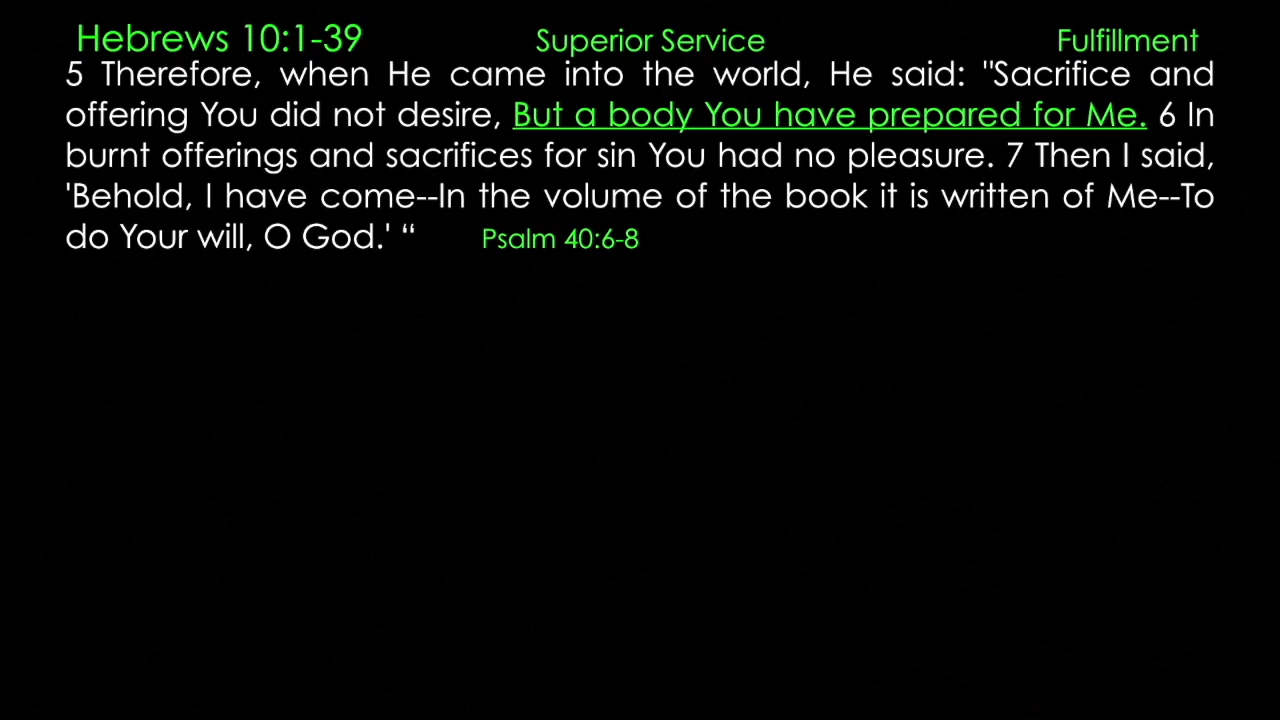 Hebrews 10:1-39 Superior Service Fulfillment
5 Therefore, when He came into the world, He said: "Sacrifice and
offering You did not desire, But a body You have prepared for Me. 6 In
burnt offerings and sacrifices for sin You had no pleasure. 7 Then I said,
'Behold, I have come--In the volume of the book it is written of Me--To
do Your will, O God.' “ Psalm 40:6-8